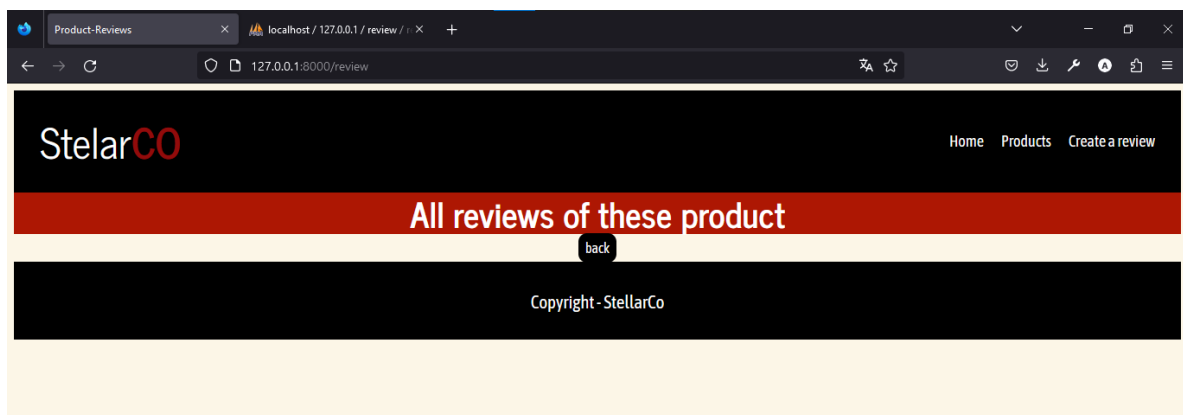 Product-Reviews
localhost / 127.0.0.1 / review /
127.0.0.1:8000/review
StelarCO
Home Products Create a review
All reviews of these product
back
Copyright - StellarCo